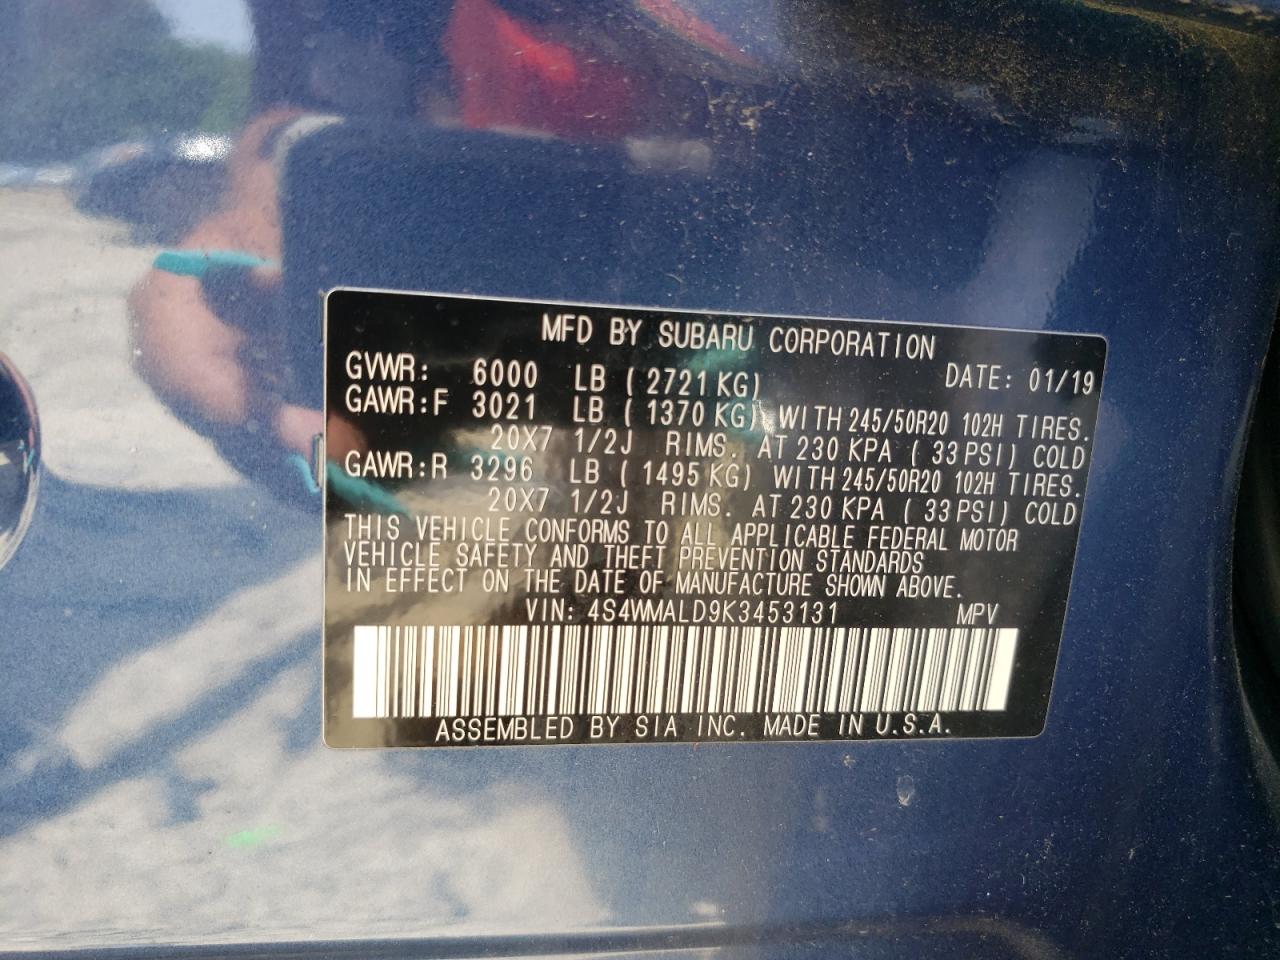 MFD BY SUBARU CORPORATION
GVWR: 6000 LB ( 2721 KG) DATE: 01/19
GAWR:F 3021 LB ( 1370 KG) WITH 245/50R20 102H TIRES.
20X7 1/2J RIMS. AT 230 KPA ( 33 PSI) COLD
GAWR:R 3296 LB ( 1495 KG) WITH 245/50R20 102H TIRES.
20X7 1/2J RIMS. AT 230 KPA ( 33 PSI) COLD
THIS VEHICLE CONFORMS TO ALL APPLICABLE FEDERAL MOTOR
VEHICLE SAFETY AND THEFT PREVENTION STANDARDS
IN EFFECT ON THE DATE OF MANUFACTURE SHOWN ABOVE.
VIN: 4S4WMALD9K3453131 MPV
ASSEMBLED BY SIA INC. MADE IN U.S.A.